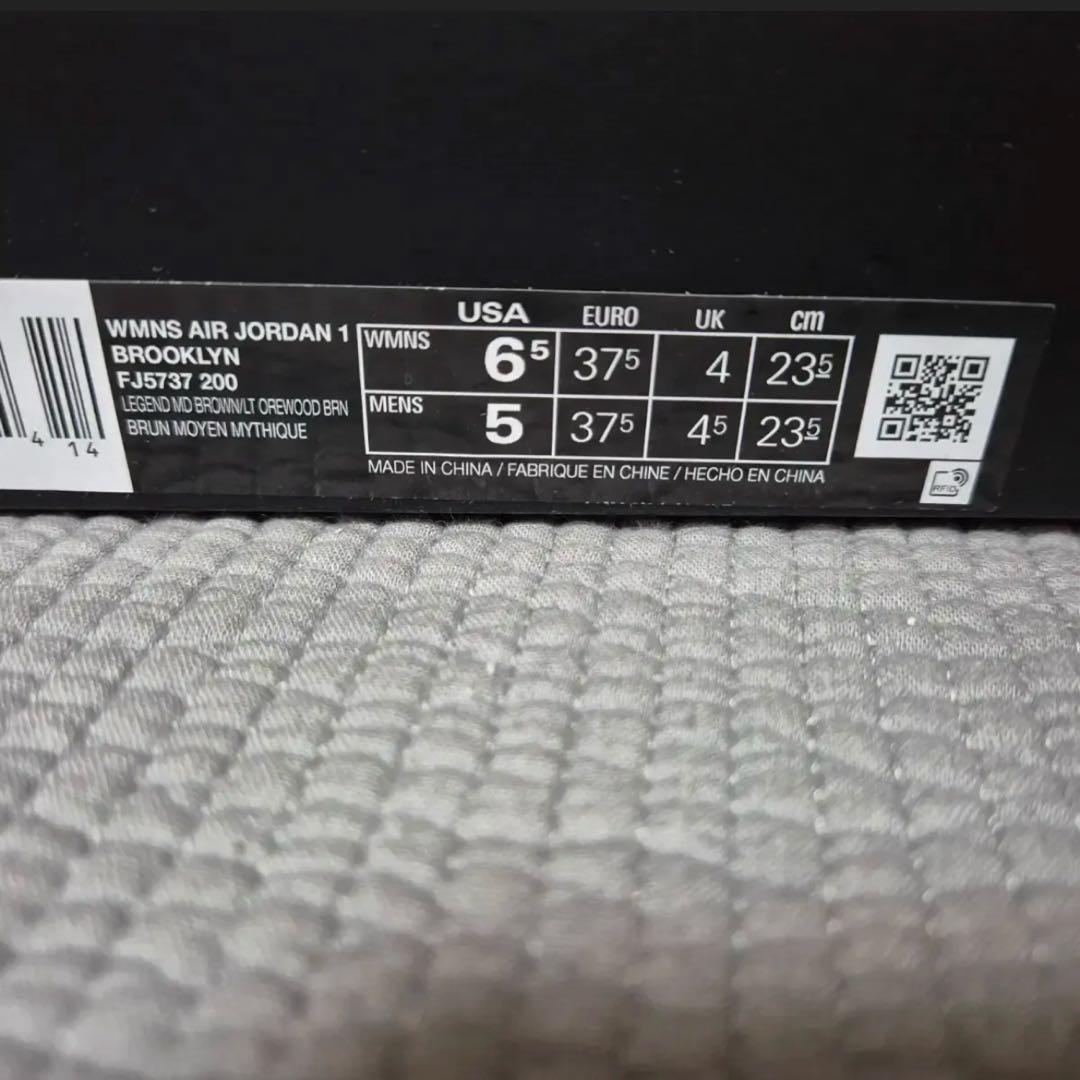 WMNS AIR JORDAN 1
BROOKLYN
FJ5737 200
LEGEND MD BROWN/LT OREWOOD BRN
BRUN MOYEN MYTHIQUE
4
14
USA EURO UK cm
WMNS 6⁵ 37⁵ 4 23⁵
MENS 5 37⁵ 4⁵ 23⁵
MADE IN CHINA / FABRIQUE EN CHINE / HECHO EN CHINA
RFID